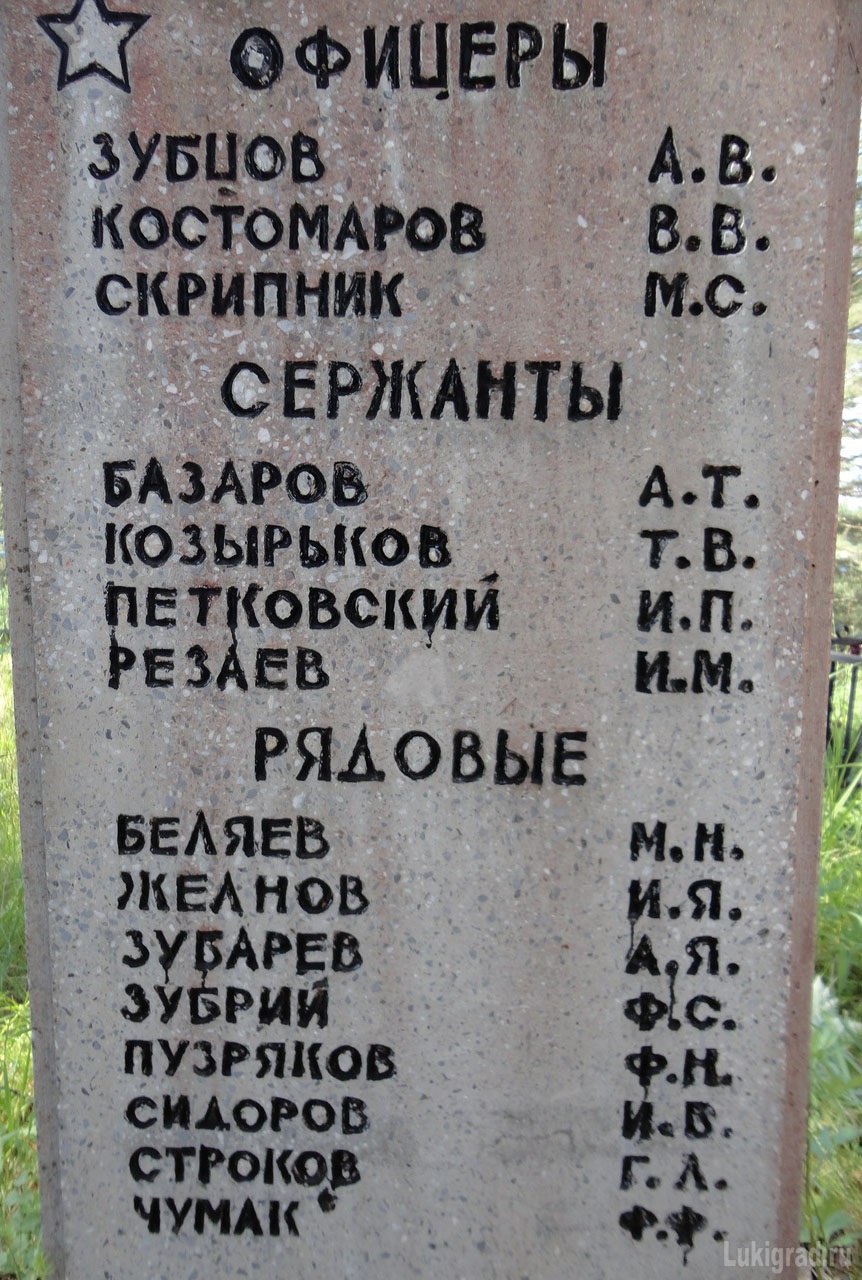 ОФИЦЕРЫ
ЗУБЦОВ А.В.
КОСТОМАРОВ В.В.
СКРИПНИК М.С.
СЕРЖАНТЫ
БАЗАРОВ А.Т.
КОЗЫРЬКОВ Т.В.
ПЕТКОВСКИЙ И.П.
РЕЗАЕВ И.М.
РЯДОВЫЕ
БЕЛЯЕВ М.Н.
ЖЕЛНОВ И.Я.
ЗУБАРЕВ А.Я.
ЗУБРИЙ Ф.С.
ПУЗРЯКОВ Ф.Н.
СИДОРОВ И.В.
СТРОКОВ Г.Л.
ЧУМАК Ф.Ф.
Lukigrad.ru